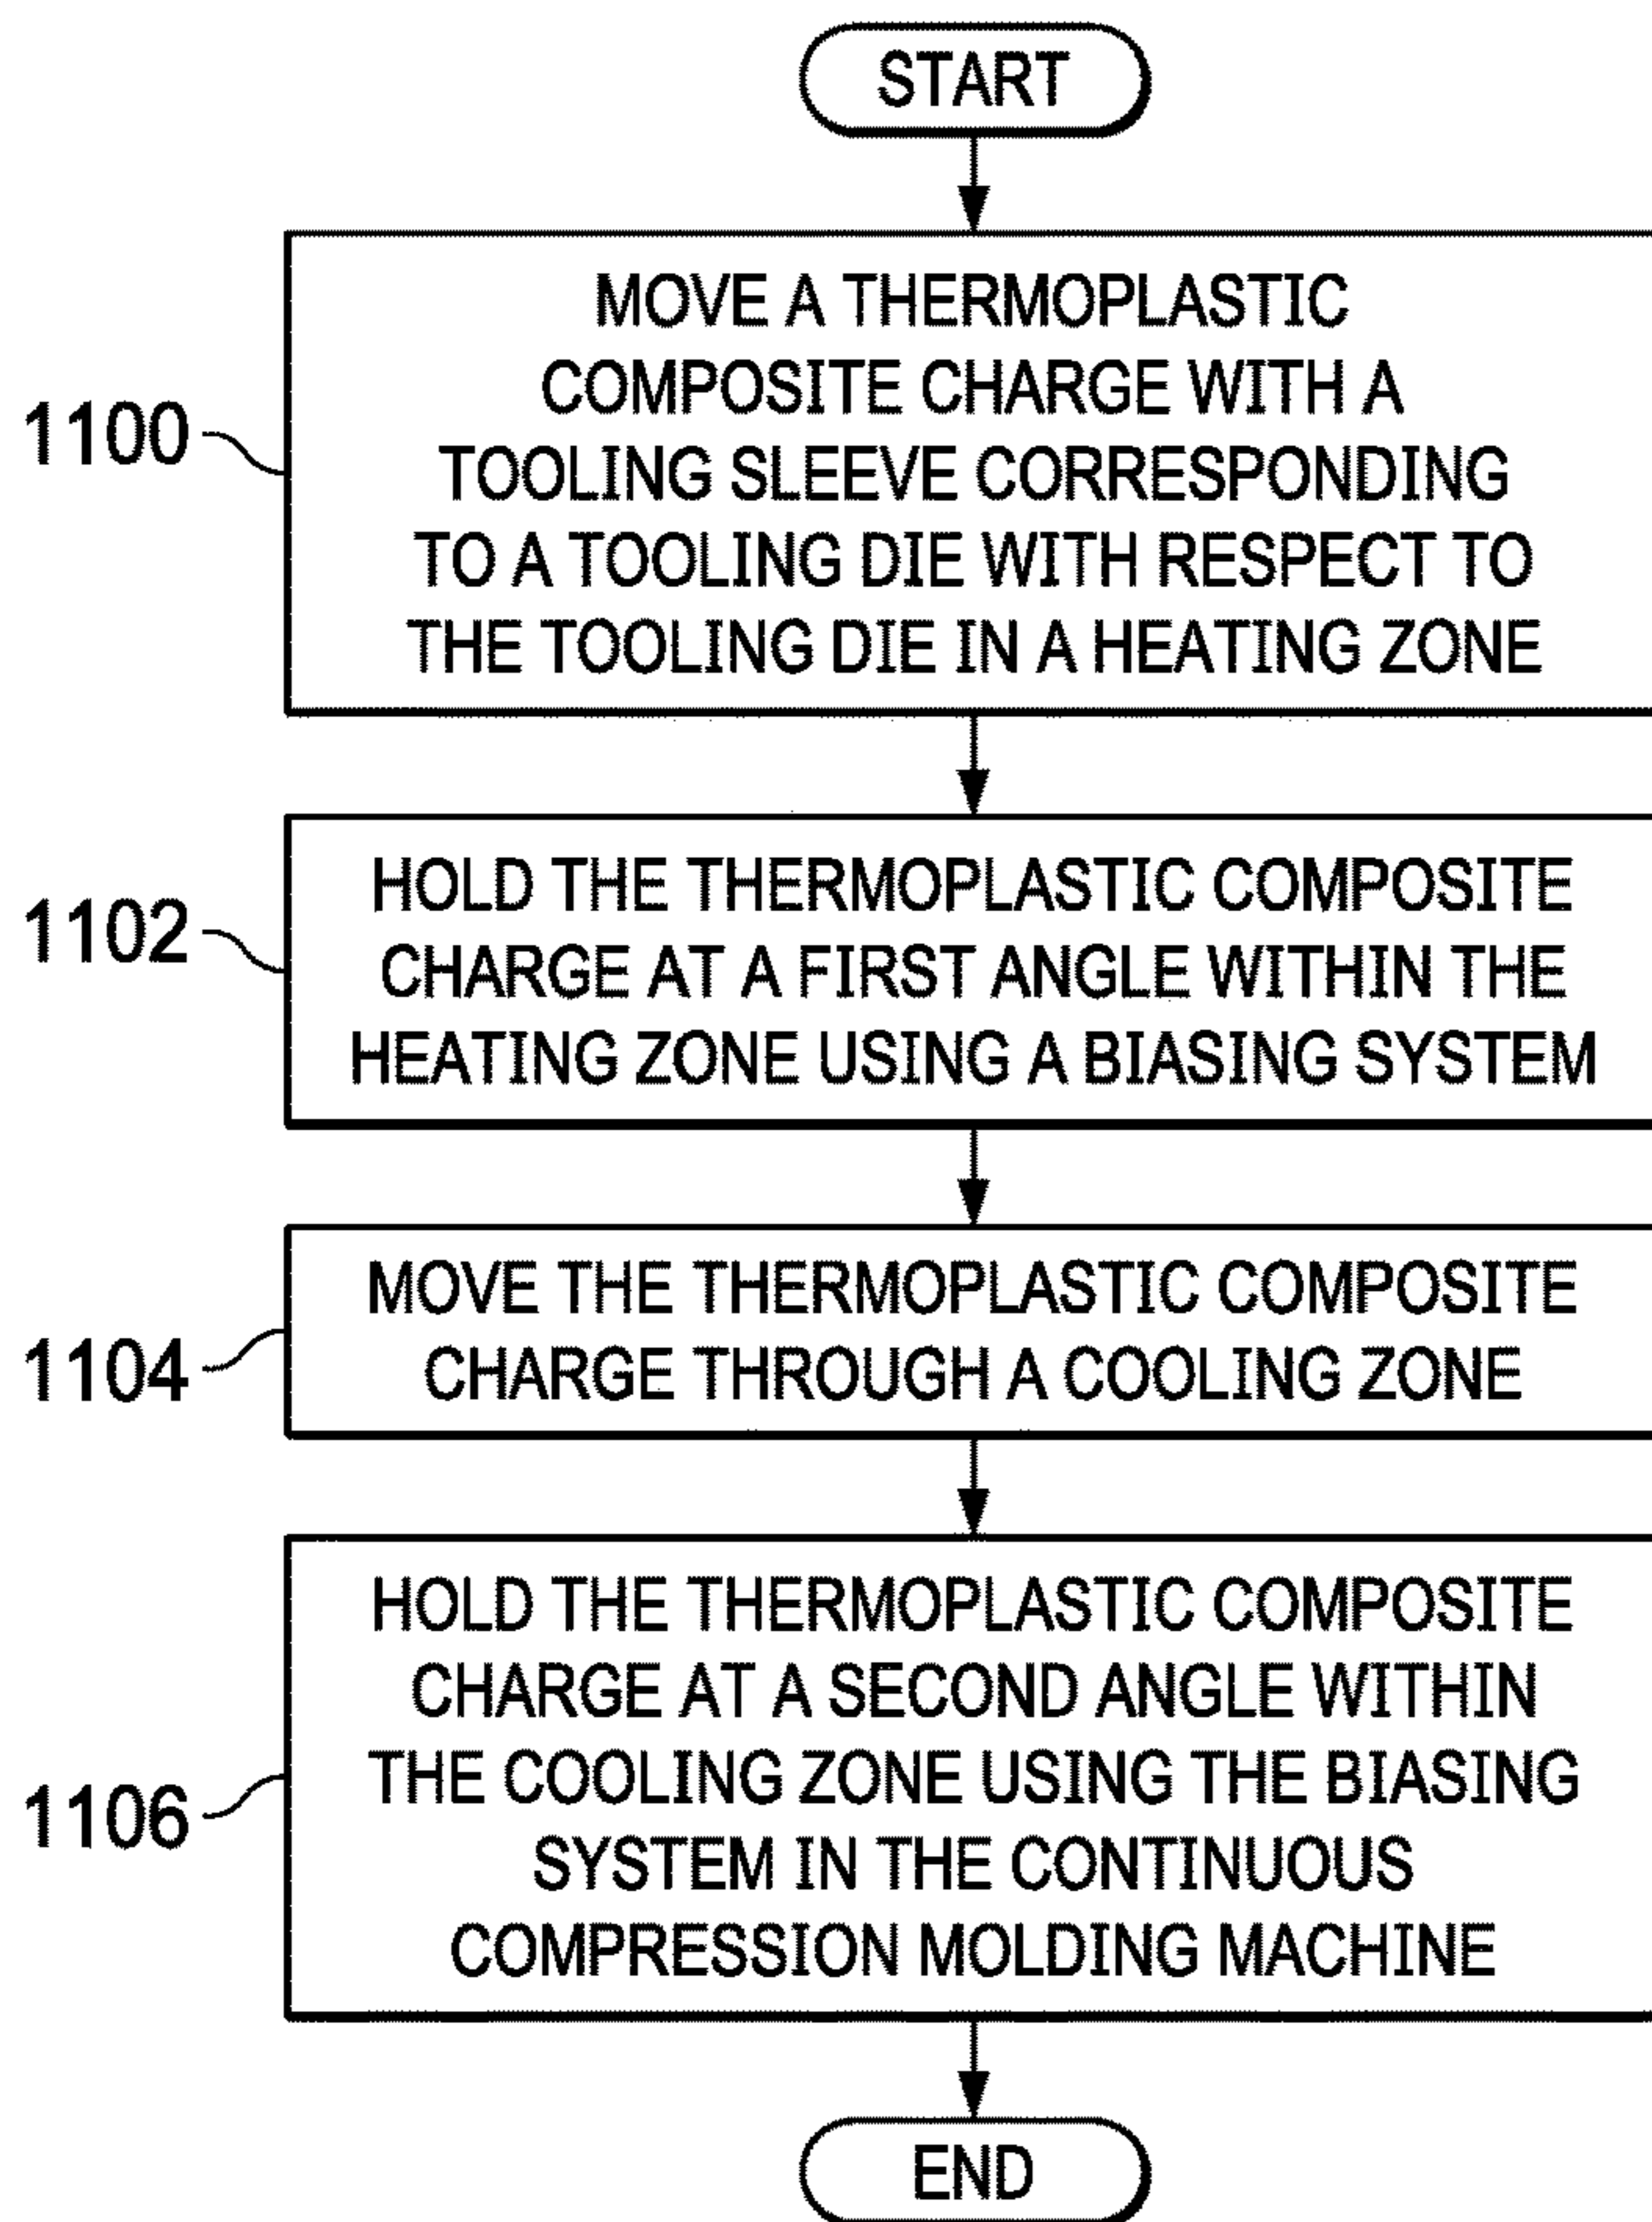 START
MOVE A THERMOPLASTIC
COMPOSITE CHARGE WITH A
1100
TOOLING SLEEVE CORRESPONDING
TO A TOOLING DIE WITH RESPECT TO
THE TOOLING DIE IN A HEATING ZONE
HOLD THE THERMOPLASTIC COMPOSITE
1102
CHARGE AT A FIRST ANGLE WITHIN THE
HEATING ZONE USING A BIASING SYSTEM
MOVE THE THERMOPLASTIC COMPOSITE
1104
CHARGE THROUGH A COOLING ZONE
HOLD THE THERMOPLASTIC COMPOSITE
CHARGE AT A SECOND ANGLE WITHIN
THE COOLING ZONE USING THE BIASING
1106
SYSTEM IN THE CONTINUOUS
COMPRESSION MOLDING MACHINE
END